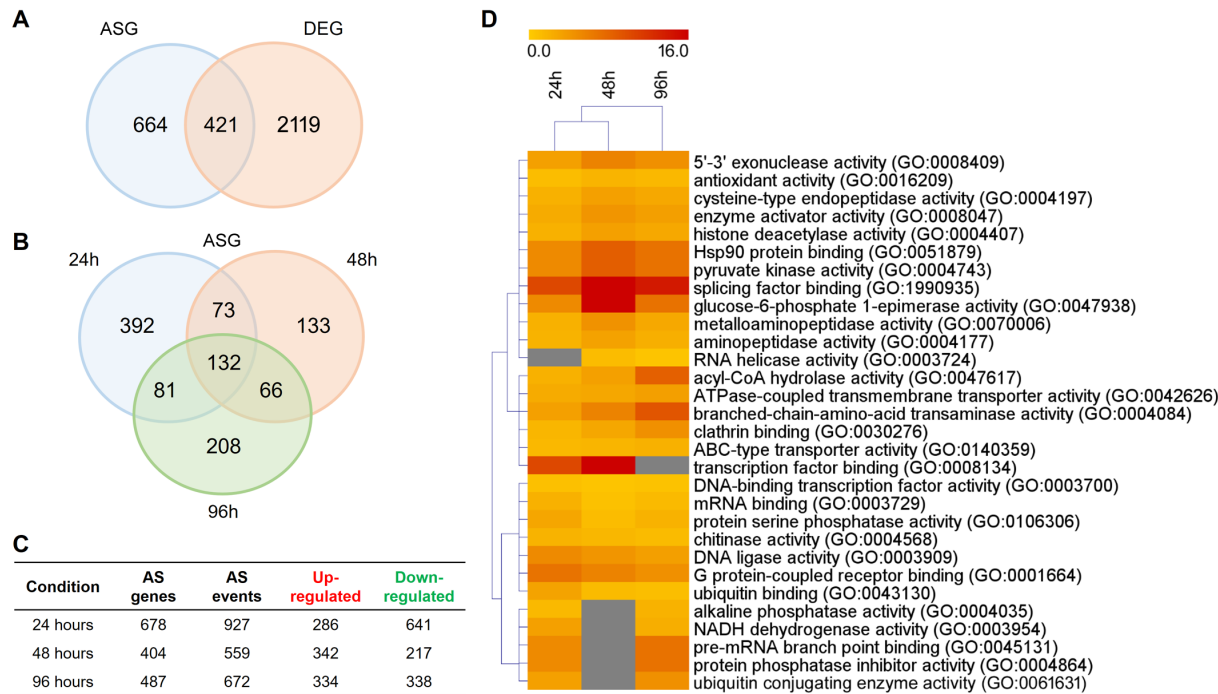 A
ASG DEG
664 421 2119
B
ASG
24h 48h
73
392 133
132
81 66
208
96h
C
Condition AS genes AS events Up-regulated Down-regulated
24 hours 678 927 286 641
48 hours 404 559 342 217
96 hours 487 672 334 338
D
0.0 16.0
24h 48h 96h
5'-3' exonuclease activity (GO:0008409)
antioxidant activity (GO:0016209)
cysteine-type endopeptidase activity (GO:0004197)
enzyme activator activity (GO:0008047)
histone deacetylase activity (GO:0004407)
Hsp90 protein binding (GO:0051879)
pyruvate kinase activity (GO:0004743)
splicing factor binding (GO:1990935)
glucose-6-phosphate 1-epimerase activity (GO:0047938)
metalloaminopeptidase activity (GO:0070006)
aminopeptidase activity (GO:0004177)
RNA helicase activity (GO:0003724)
acyl-CoA hydrolase activity (GO:0047617)
ATPase-coupled transmembrane transporter activity (GO:0042626)
branched-chain-amino-acid transaminase activity (GO:0004084)
clathrin binding (GO:0030276)
ABC-type transporter activity (GO:0140359)
transcription factor binding (GO:0008134)
DNA-binding transcription factor activity (GO:0003700)
mRNA binding (GO:0003729)
protein serine phosphatase activity (GO:0106306)
chitinase activity (GO:0004568)
DNA ligase activity (GO:0003909)
G protein-coupled receptor binding (GO:0001664)
ubiquitin binding (GO:0043130)
alkaline phosphatase activity (GO:0004035)
NADH dehydrogenase activity (GO:0003954)
pre-mRNA branch point binding (GO:0045131)
protein phosphatase inhibitor activity (GO:0004864)
ubiquitin conjugating enzyme activity (GO:0061631)